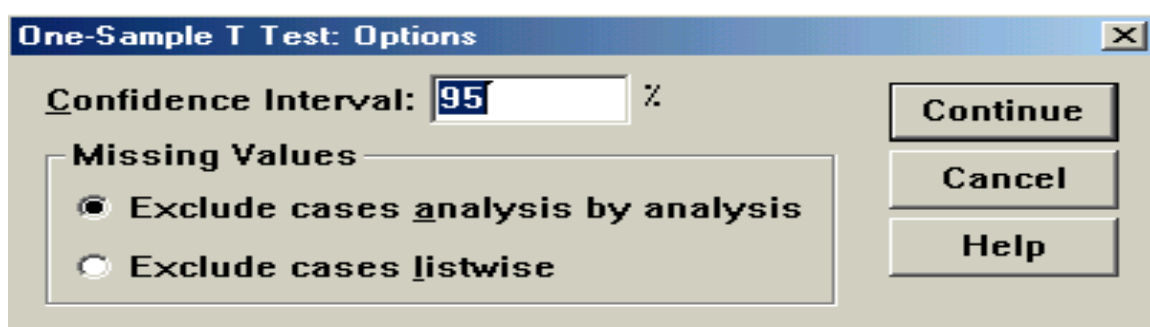 One-Sample T Test: Options
Confidence Interval: 95 %
Continue
Missing Values
Cancel
Exclude cases analysis by analysis
Help
Exclude cases listwise